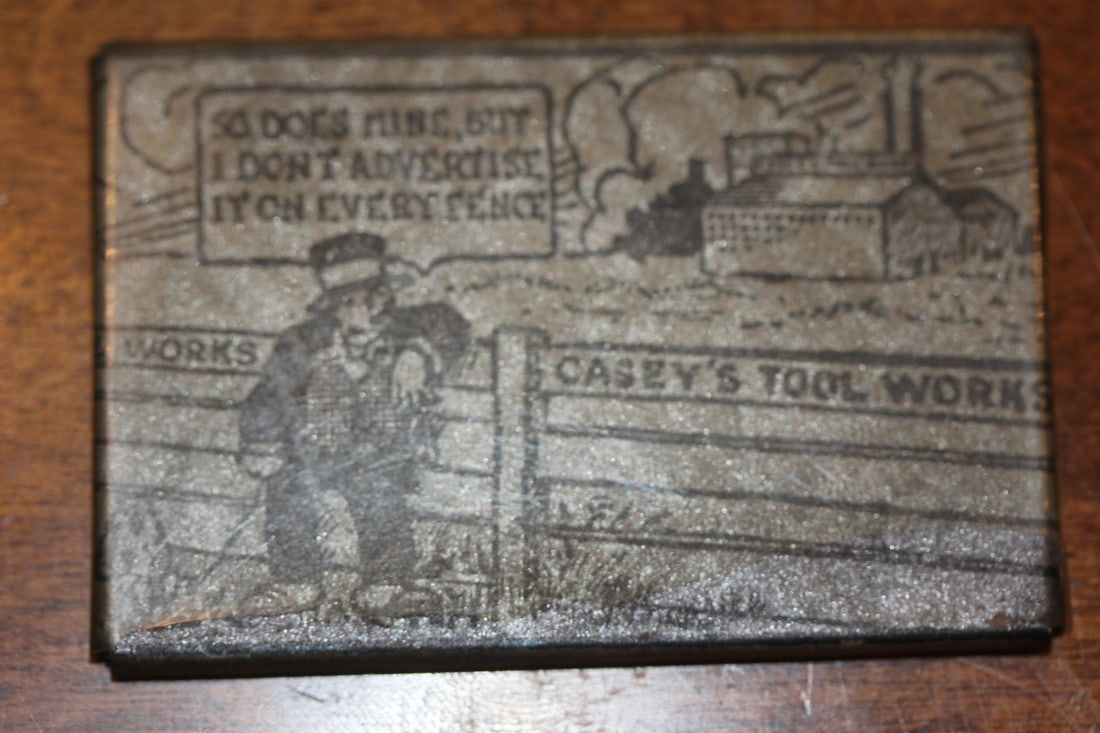 SO DOES MINE, BUT
I DON'T ADVERTISE
IT ON EVERY FENCE
WORKS
CASEY'S TOOL WORKS